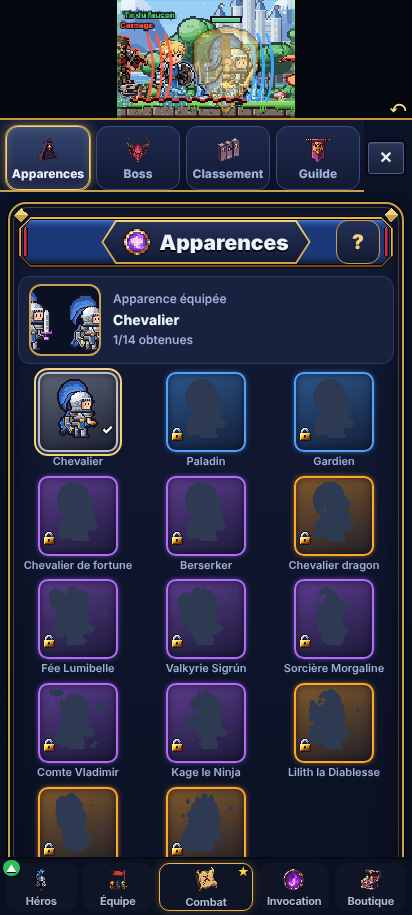 Apparences
Boss
Classement
Guilde
×
Apparences
?
Apparence équipée
Chevalier
1/14 obtenues
Chevalier
Paladin
Gardien
Chevalier de fortune
Berserker
Chevalier dragon
Fée Lumibelle
Valkyrie Sigrún
Sorcière Morgaline
Comte Vladimir
Kage le Ninja
Lilith la Diablesse
Héros
Équipe
Combat
Invocation
Boutique